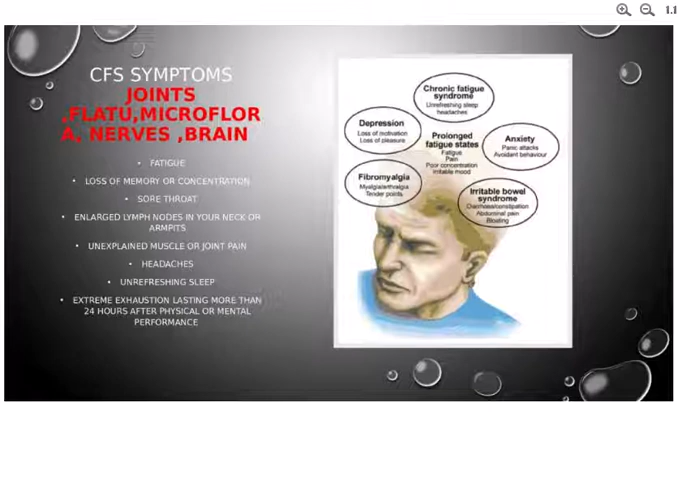 1.1
CFS SYMPTOMS
JOINTS
,FLATU,MICROFLOR
A, NERVES ,BRAIN
• FATIGUE
• LOSS OF MEMORY OR CONCENTRATION
• SORE THROAT
• ENLARGED LYMPH NODES IN YOUR NECK OR
ARMPITS
• UNEXPLAINED MUSCLE OR JOINT PAIN
• HEADACHES
• UNREFRESHING SLEEP
• EXTREME EXHAUSTION LASTING MORE THAN
24 HOURS AFTER PHYSICAL OR MENTAL
PERFORMANCE
Chronic fatigue
syndrome
Unrefreshing sleep
headaches
Depression
Loss of motivation
Loss of pleasure
Prolonged
fatigue states
Fatigue
Pain
Poor concentration
Irritable mood
Anxiety
Panic attacks
Avoidant behaviour
Fibromyalgia
Myalgia/arthralgia
Tender points
Irritable bowel
syndrome
Diarrhoea/constipation
Abdominal pain
Bloating